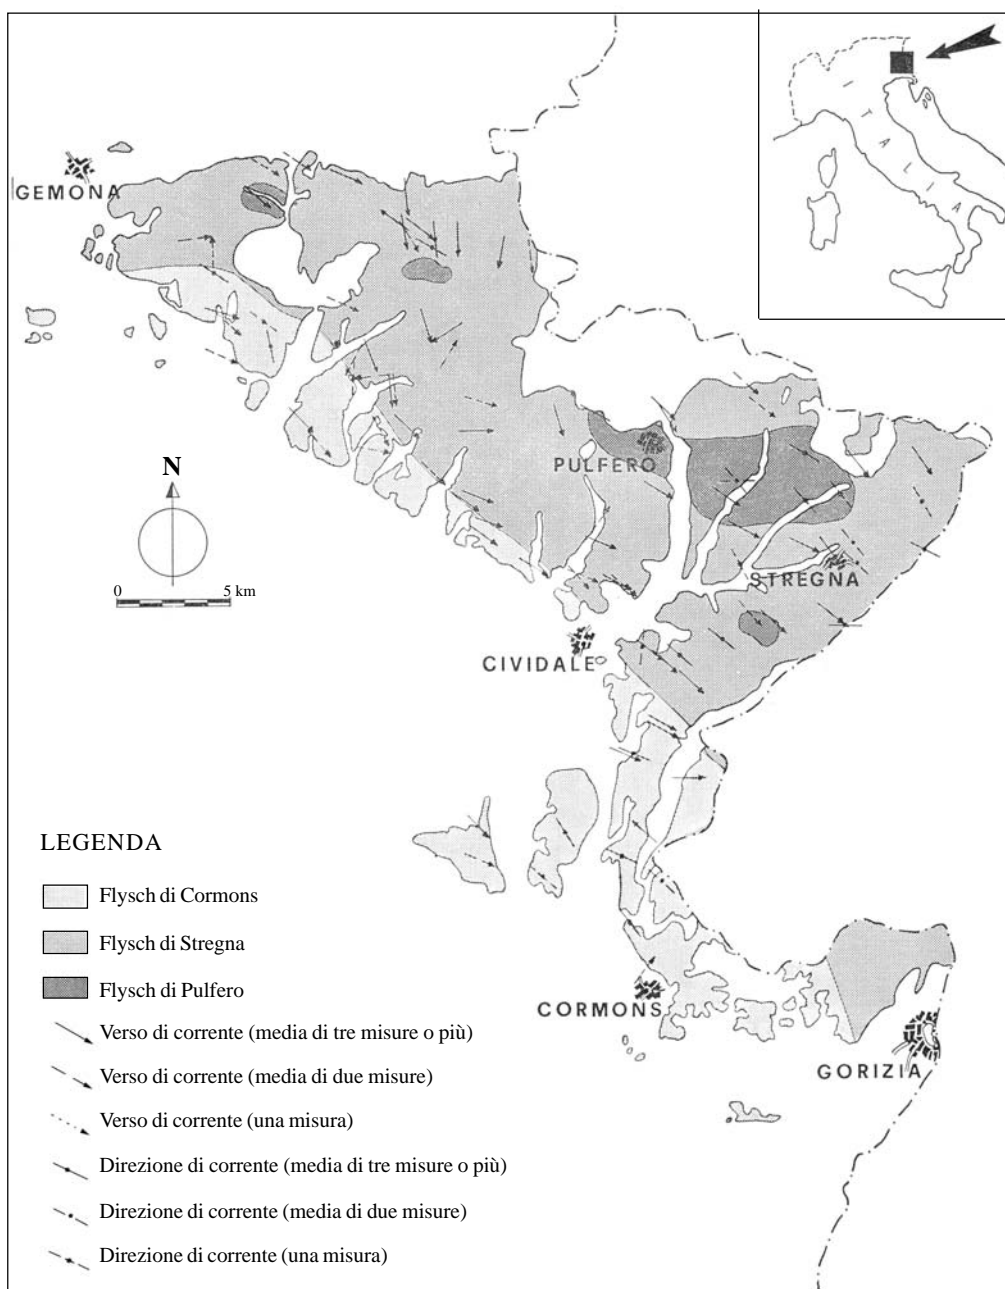 ITALIA
GEMONA
PULFERO
N
0 5 km
STREGNA
CIVIDALE
LEGENDA
Flysch di Cormons
Flysch di Stregna
Flysch di Pulfero
Verso di corrente (media di tre misure o più)
Verso di corrente (media di due misure)
Verso di corrente (una misura)
Direzione di corrente (media di tre misure o più)
Direzione di corrente (media di due misure)
Direzione di corrente (una misura)
CORMONS
GORIZIA